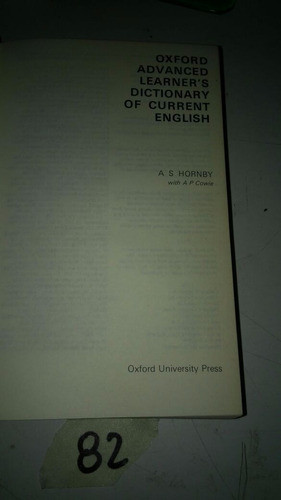 OXFORD
ADVANCED
LEARNER'S
DICTIONARY
OF CURRENT
ENGLISH
A S HORNBY
with A P Cowie
Oxford University Press
82